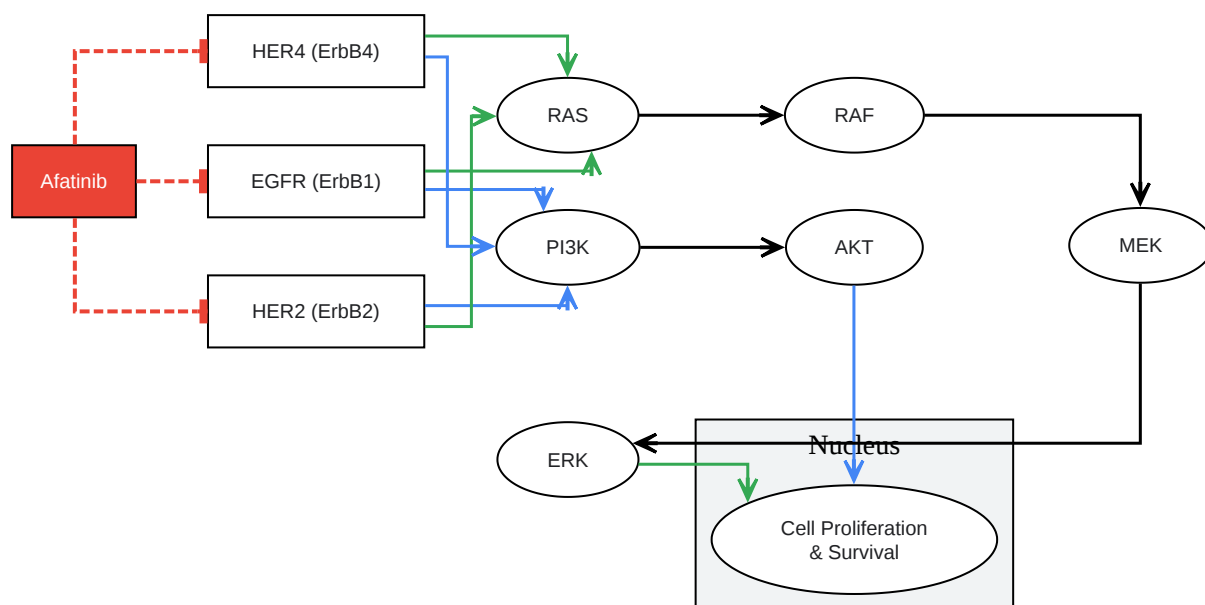 HER4 (ErbB4)
RAS
RAF
Afatinib
EGFR (ErbB1)
PI3K
AKT
MEK
HER2 (ErbB2)
Nucleus
ERK
Cell Proliferation
& Survival